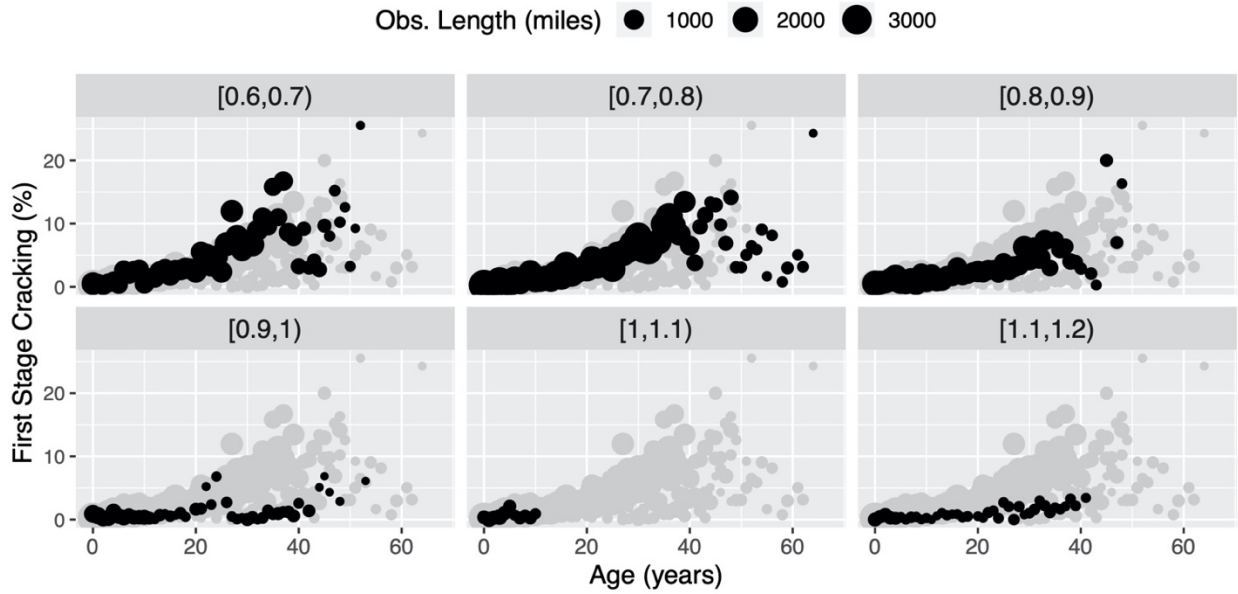 Obs. Length (miles) 1000 2000 3000
[0.6,0.7) [0.7,0.8) [0.8,0.9)
20
10
0
[0.9,1) [1,1.1) [1.1,1.2)
20
10
0
0 20 40 60 0 20 40 60 0 20 40 60
Age (years)
First Stage Cracking (%)